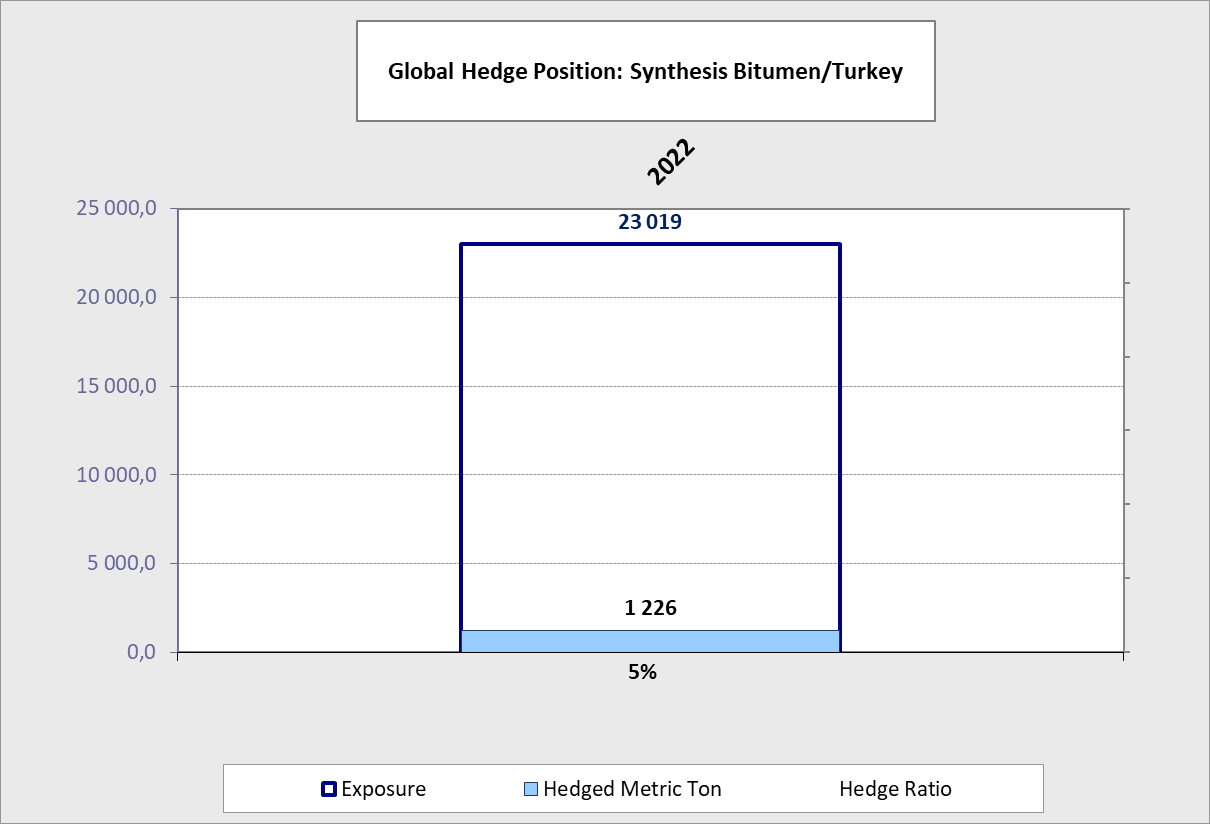 Global Hedge Position: Synthesis Bitumen/Turkey
2022
25 000,0
23 019
20 000,0
15 000,0
10 000,0
5 000,0
1 226
0,0
5%
Exposure
Hedged Metric Ton
Hedge Ratio